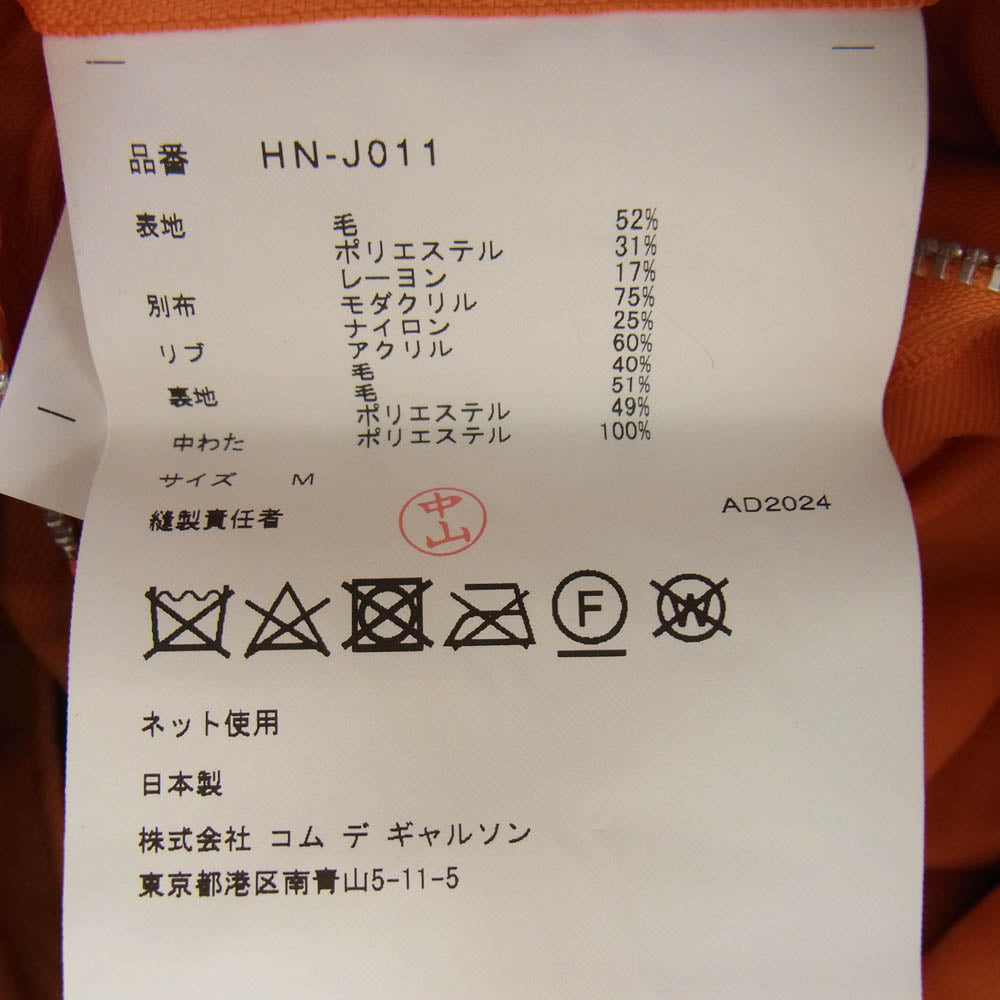 品番 HN-J011
表地 毛 52%
ポリエステル 31%
レーヨン 17%
別布 モダクリル 75%
ナイロン 25%
リブ アクリル 60%
毛 40%
裏地 毛 51%
ポリエステル 49%
中わた ポリエステル 100%
サイズ M
縫製責任者 中山 AD2024
F W
ネット使用
日本製
株式会社 コム デ ギャルソン
東京都港区南青山5-11-5